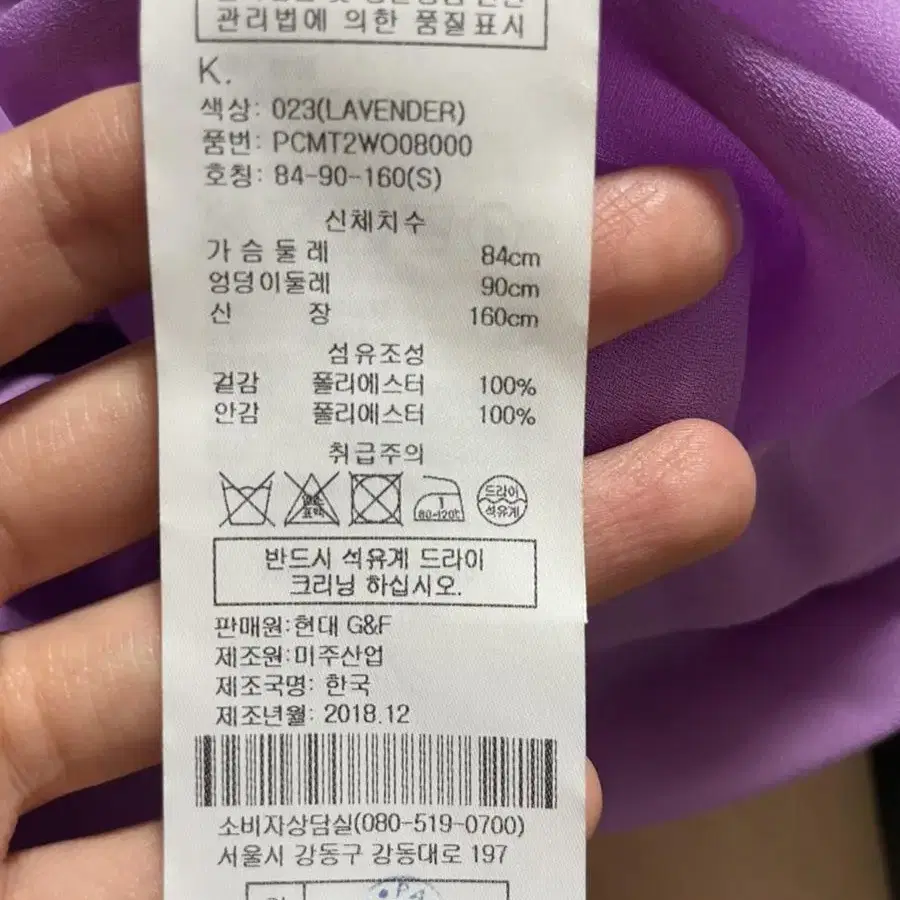 관리법에 의한 품질표시
K.
색상: 023(LAVENDER)
품번: PCMT2WO08000
호칭: 84-90-160(S)
신체치수
가슴둘레 84cm
엉덩이둘레 90cm
신 장 160cm
섬유조성
겉감 폴리에스터 100%
안감 폴리에스터 100%
취급주의
염소 표백
80~120℃
드라이
석유계
반드시 석유계 드라이
크리닝 하십시오.
판매원:현대 G&F
제조원:미주산업
제조국명: 한국
제조년월: 2018.12
소비자상담실(080-519-0700)
서울시 강동구 강동대로 197